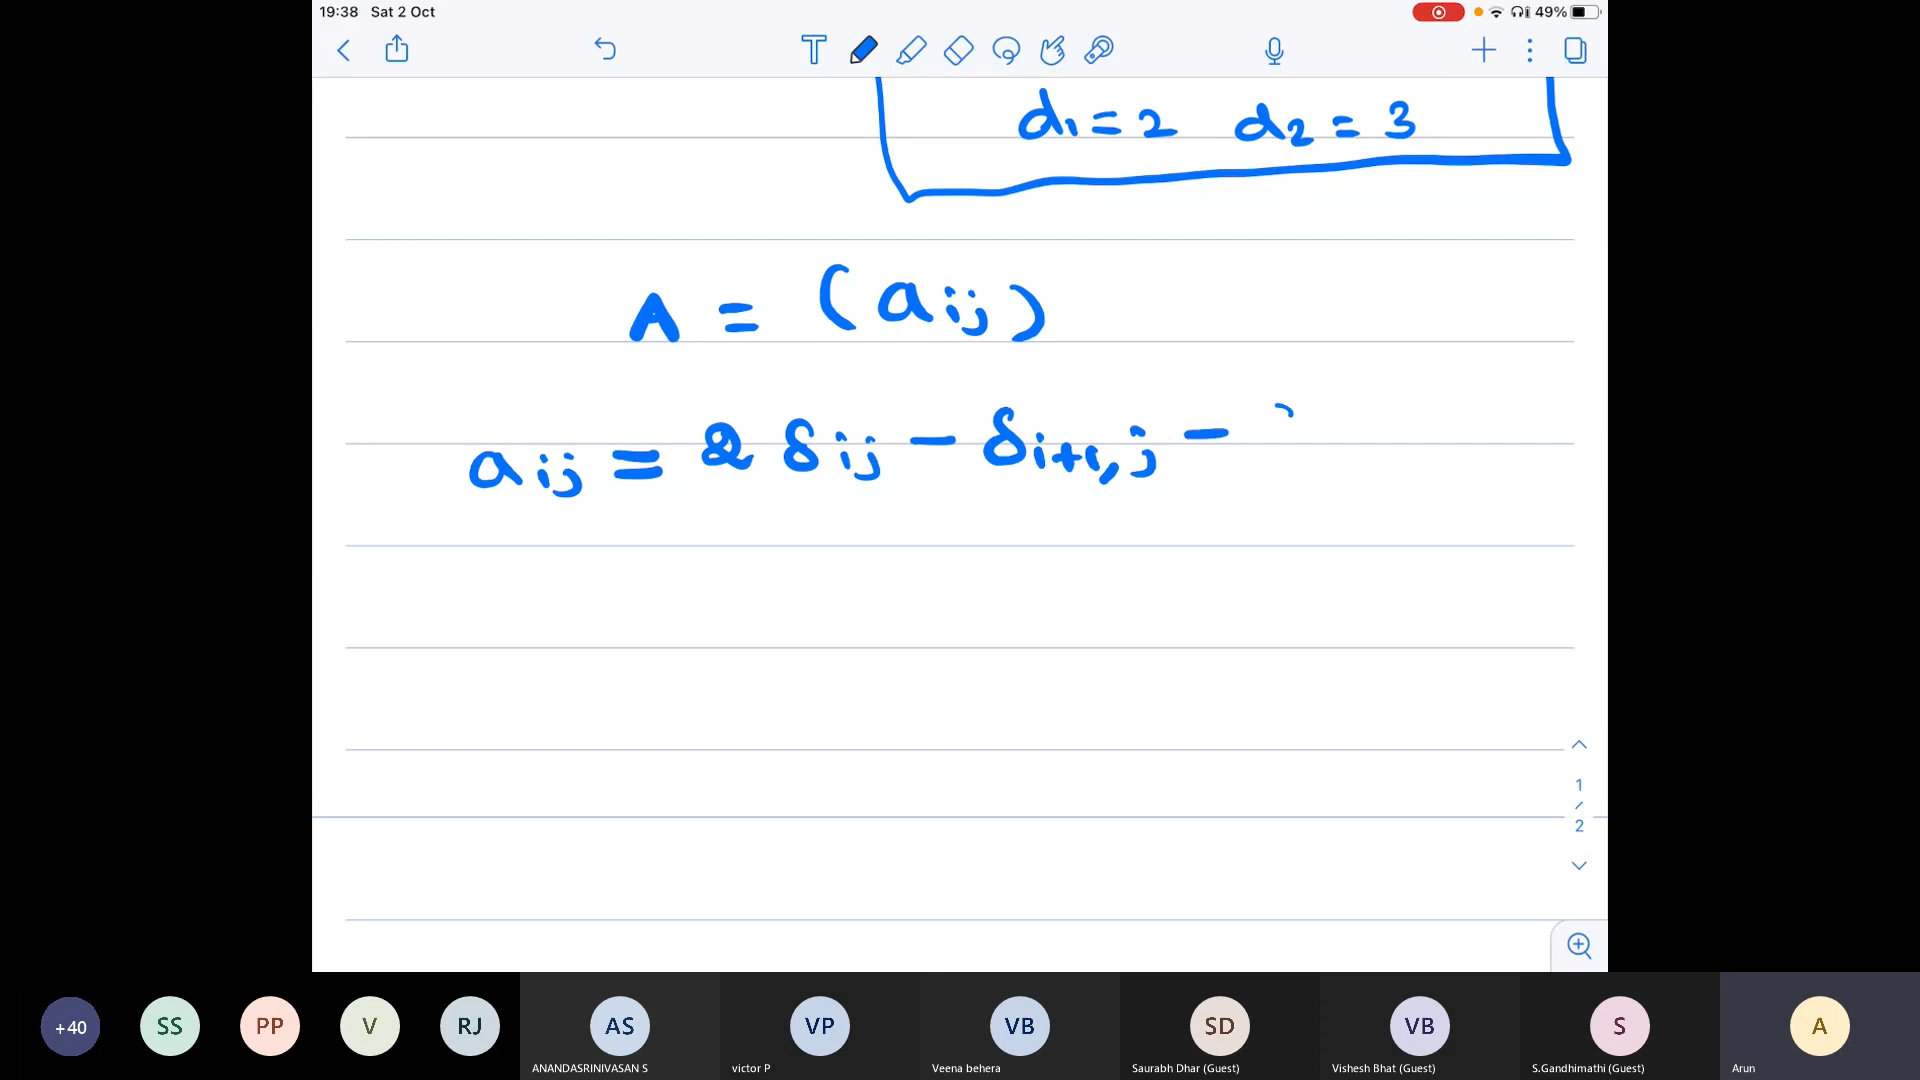 19:38 Sat 2 Oct 49%
T
d₁ = 2 d₂ = 3
A = (aᵢⱼ)
aᵢⱼ = 2 δᵢⱼ − δᵢ₊₁,ⱼ −
1
/
2
+40 SS PP V RJ AS VP VB SD VB S A
ANANDASRINIVASAN S victor P Veena behera Saurabh Dhar (Guest) Vishesh Bhat (Guest) S.Gandhimathi (Guest) Arun